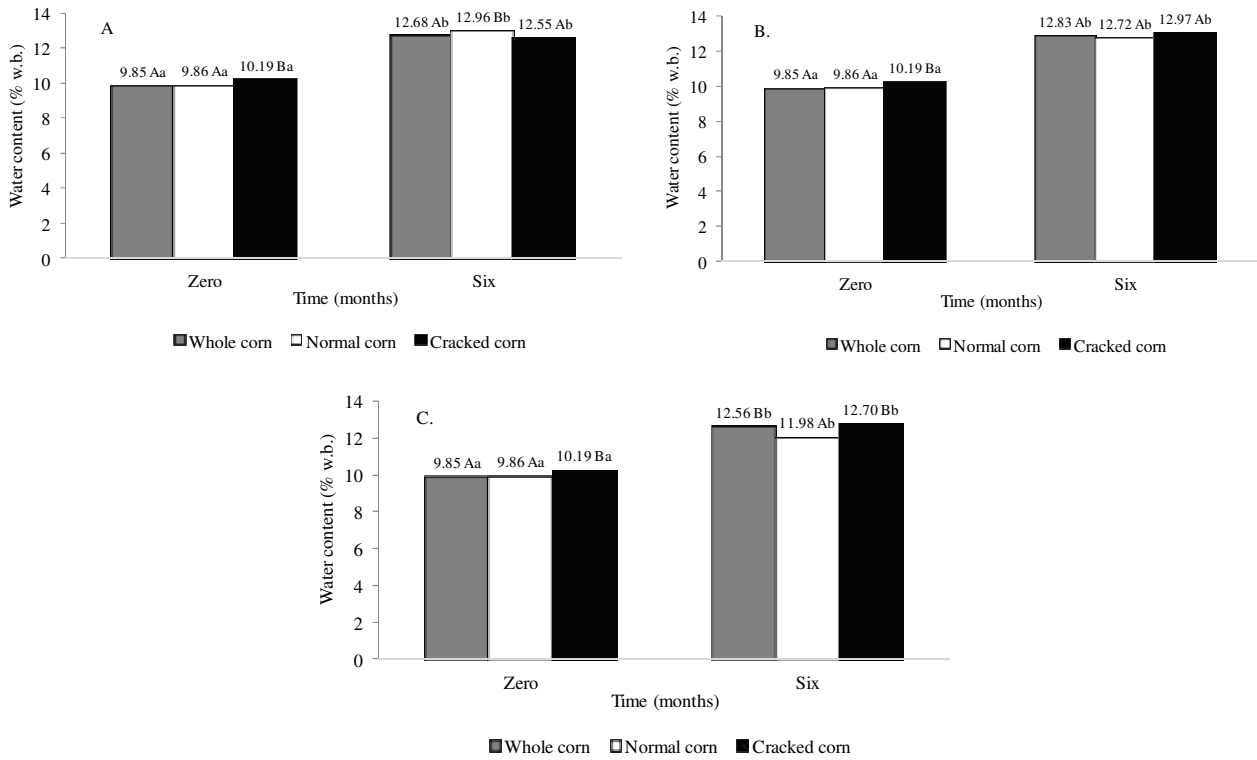 A
Water content (% w.b.)
14
12
10
8
6
4
2
0
9.85 Aa 9.86 Aa 10.19 Ba
12.68 Ab 12.96 Bb 12.55 Ab
Zero Six
Time (months)
Whole corn Normal corn Cracked corn
B.
Water content (% w.b.)
14
12
10
8
6
4
2
0
9.85 Aa 9.86 Aa 10.19 Ba
12.83 Ab 12.72 Ab 12.97 Ab
Zero Six
Time (months)
Whole corn Normal corn Cracked corn
C.
Water content (% w.b.)
14
12
10
8
6
4
2
0
9.85 Aa 9.86 Aa 10.19 Ba
12.56 Bb 11.98 Ab 12.70 Bb
Zero Six
Time (months)
Whole corn Normal corn Cracked corn